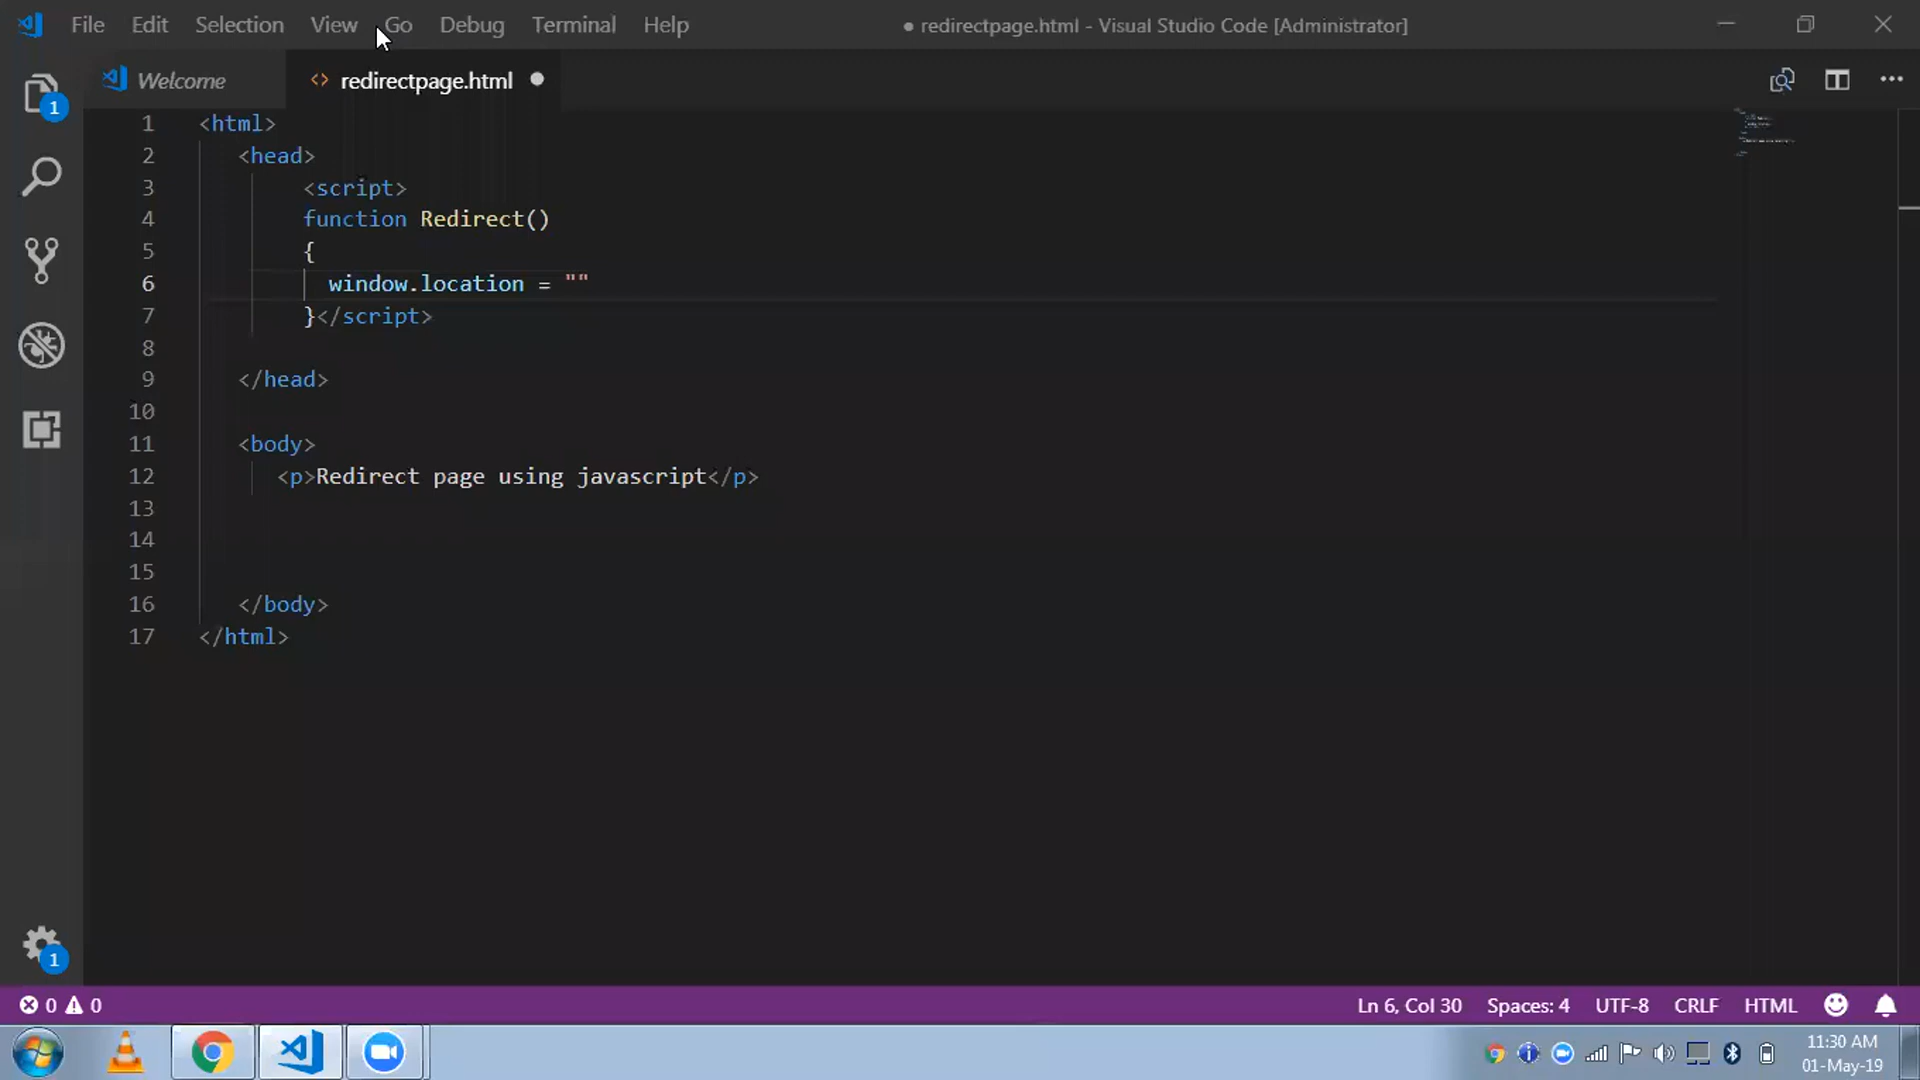 File Edit Selection View Go Debug Terminal Help ● redirectpage.html - Visual Studio Code [Administrator]
Welcome <> redirectpage.html ●
1
1 <html>
2 <head>
3 <script>
4 function Redirect()
5 {
6 window.location = ""
7 }</script>
8
9 </head>
10
11 <body>
12 <p>Redirect page using javascript</p>
13
14
15
16 </body>
17 </html>
1
0 0 Ln 6, Col 30 Spaces: 4 UTF-8 CRLF HTML
11:30 AM
01-May-19